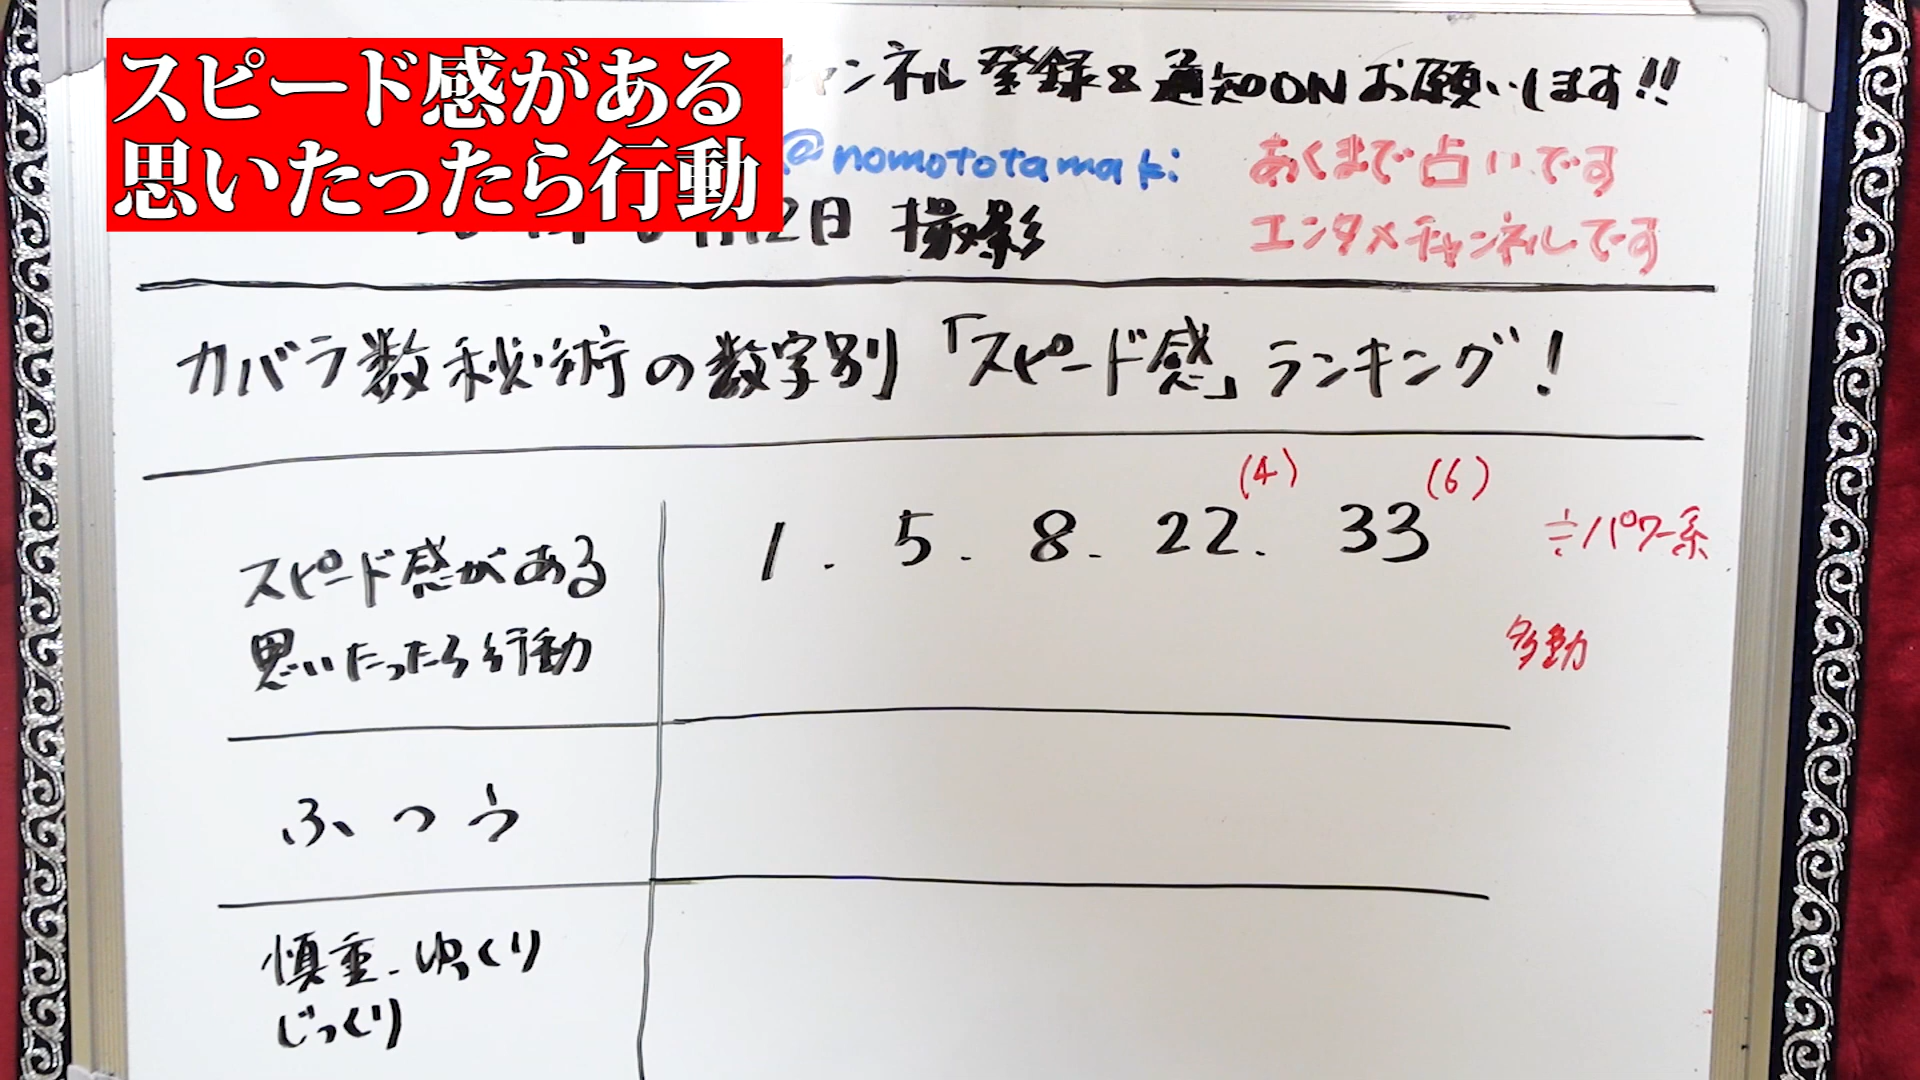 スピード感がある
思いたったら行動
ャンネル登録&通知ONお願いします!!
@nomototamaki
あくまで占いです
エンタメチャンネルです
12日 撮影
カバラ数秘術の数字別「スピード感」ランキング!
スピード感がある
思いたったら行動
1. 5. 8. 22.(4) 33(6)
≒パワー系
多動
ふつう
慎重.ゆっくり
じっくり